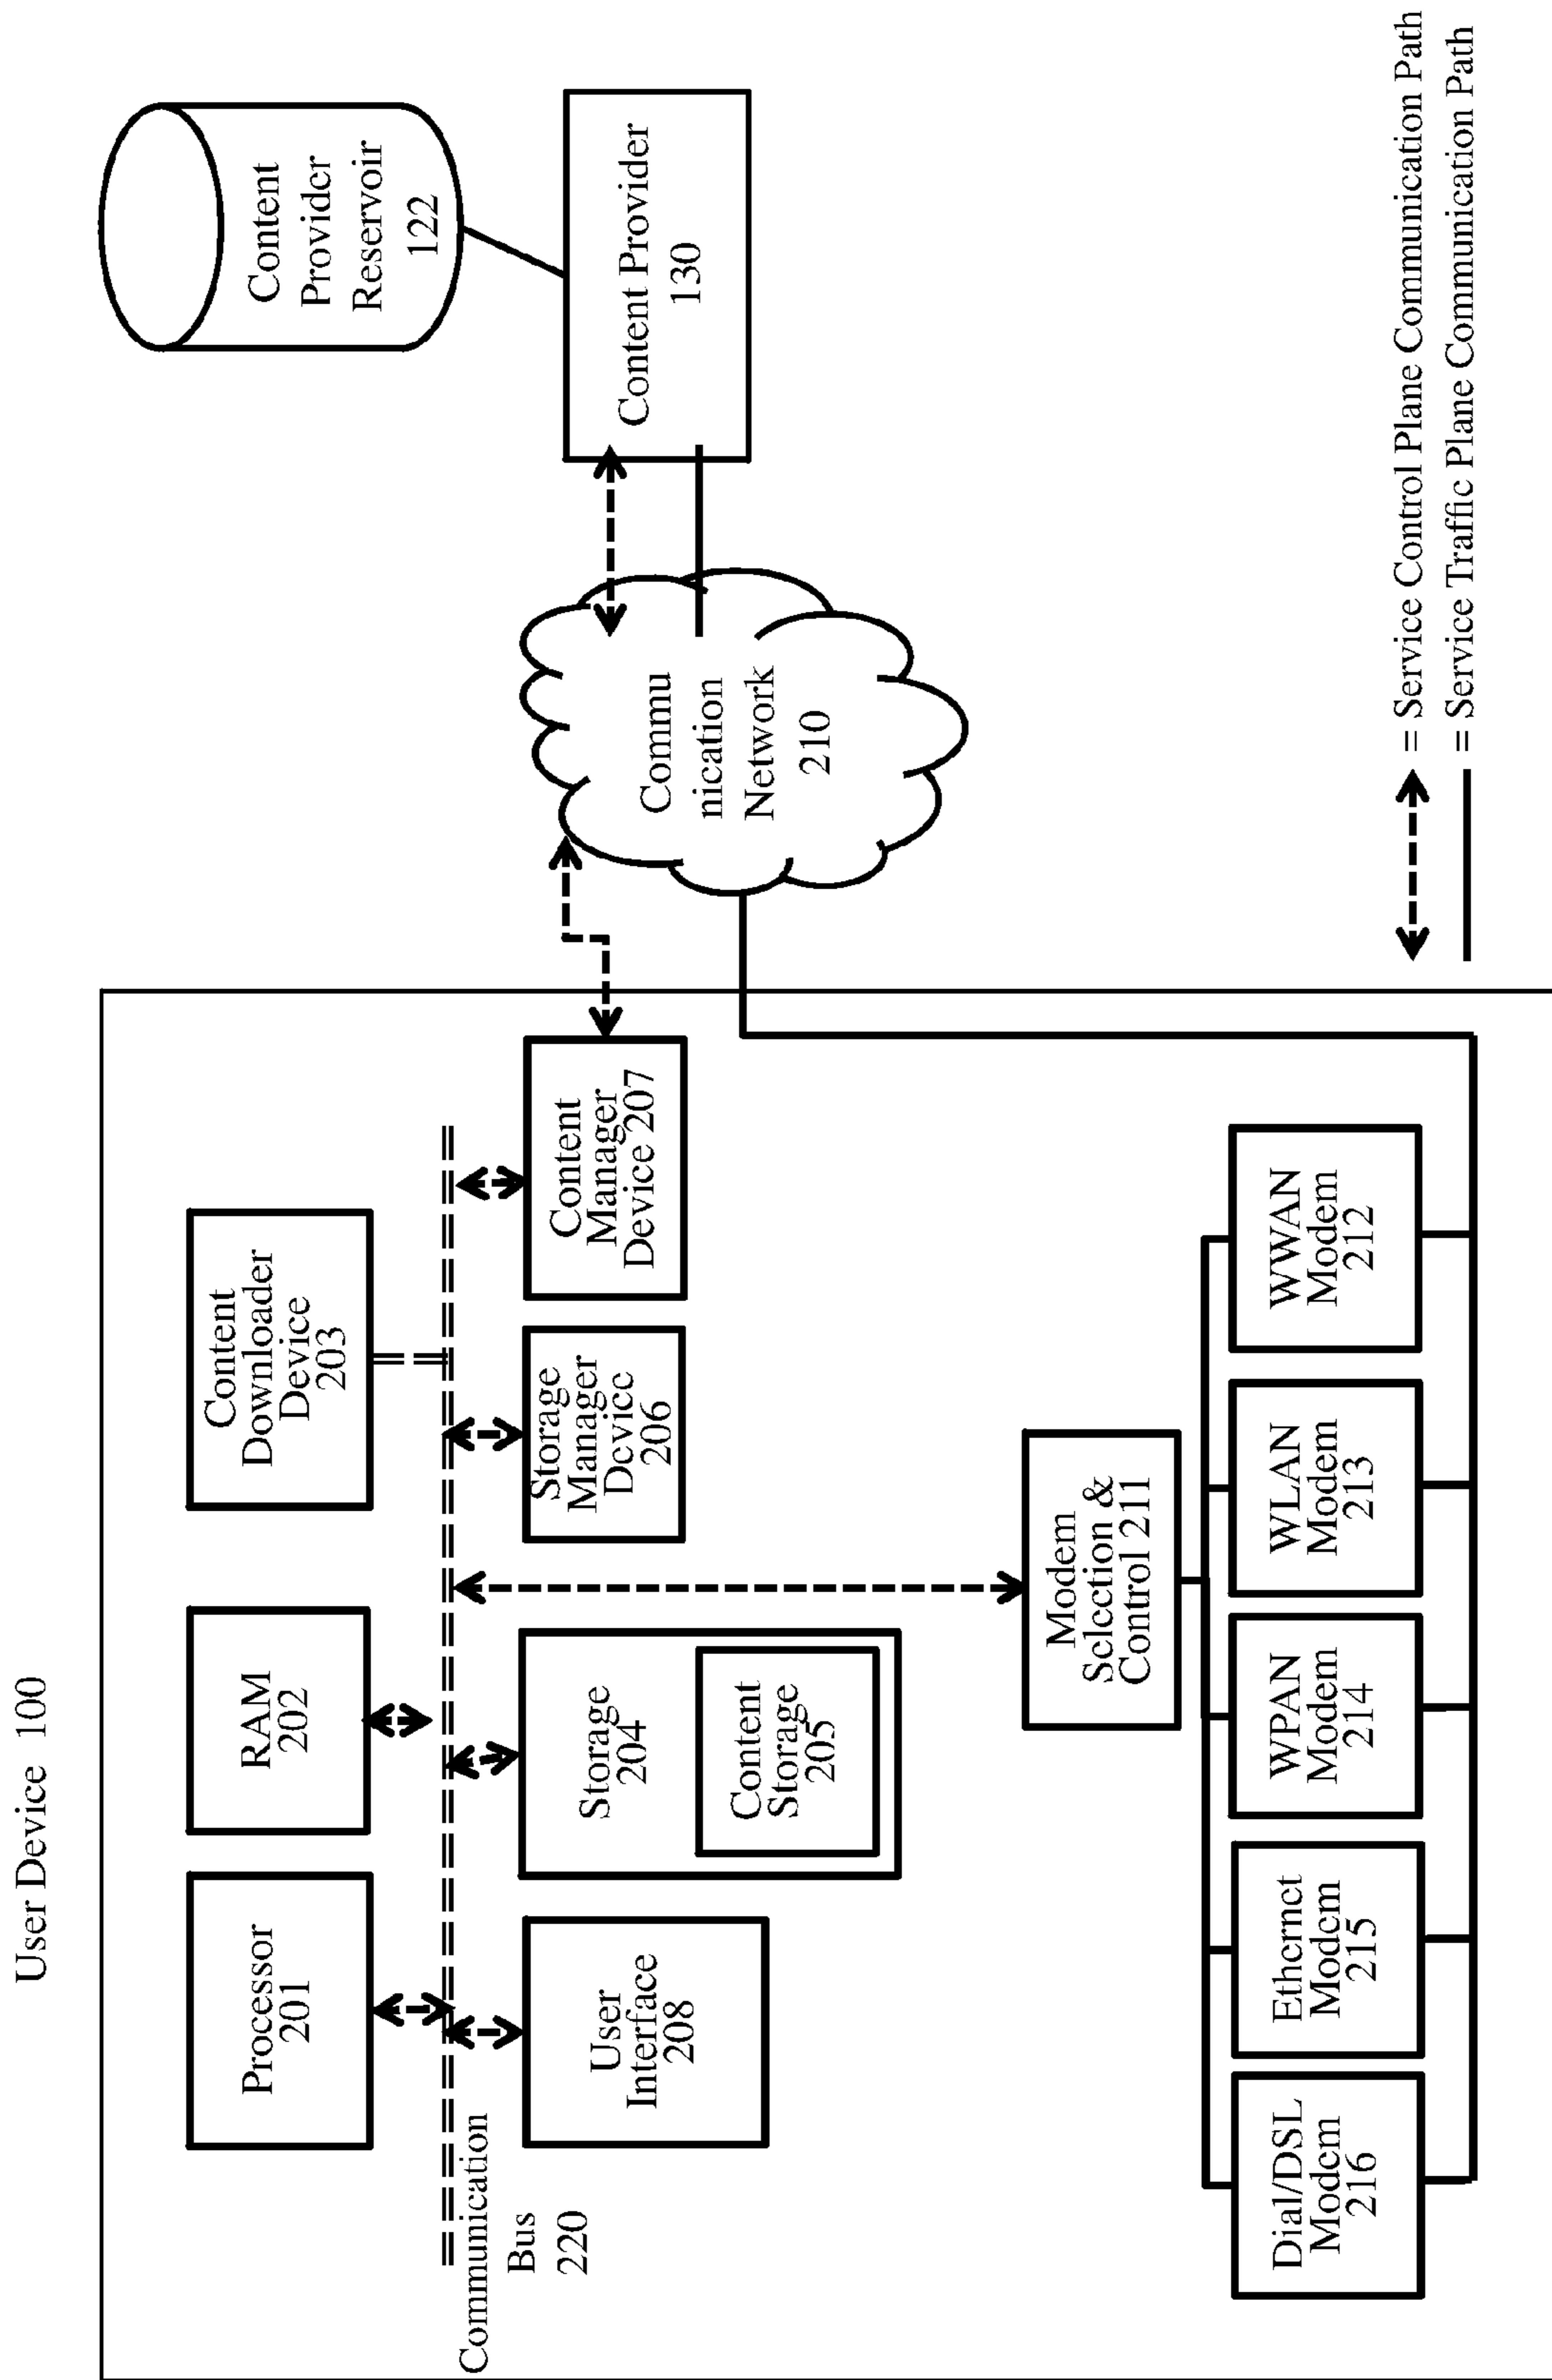 User Device 100
Processor
201
RAM
202
Content
Downloader
Device
203
Communication
Bus
220
User
Interface
208
Storage
204
Content
Storage
205
Storage
Manager
Device
206
Content
Manager
Device 207
Modem
Selection &
Control 211
Dial/DSL
Modem
216
Ethernet
Modem
215
WPAN
Modem
214
WLAN
Modem
213
WWAN
Modem
212
Commu
nication
Network
210
Content Provider
130
Content
Provider
Reservoir
122
= Service Control Plane Communication Path
= Service Traffic Plane Communication Path